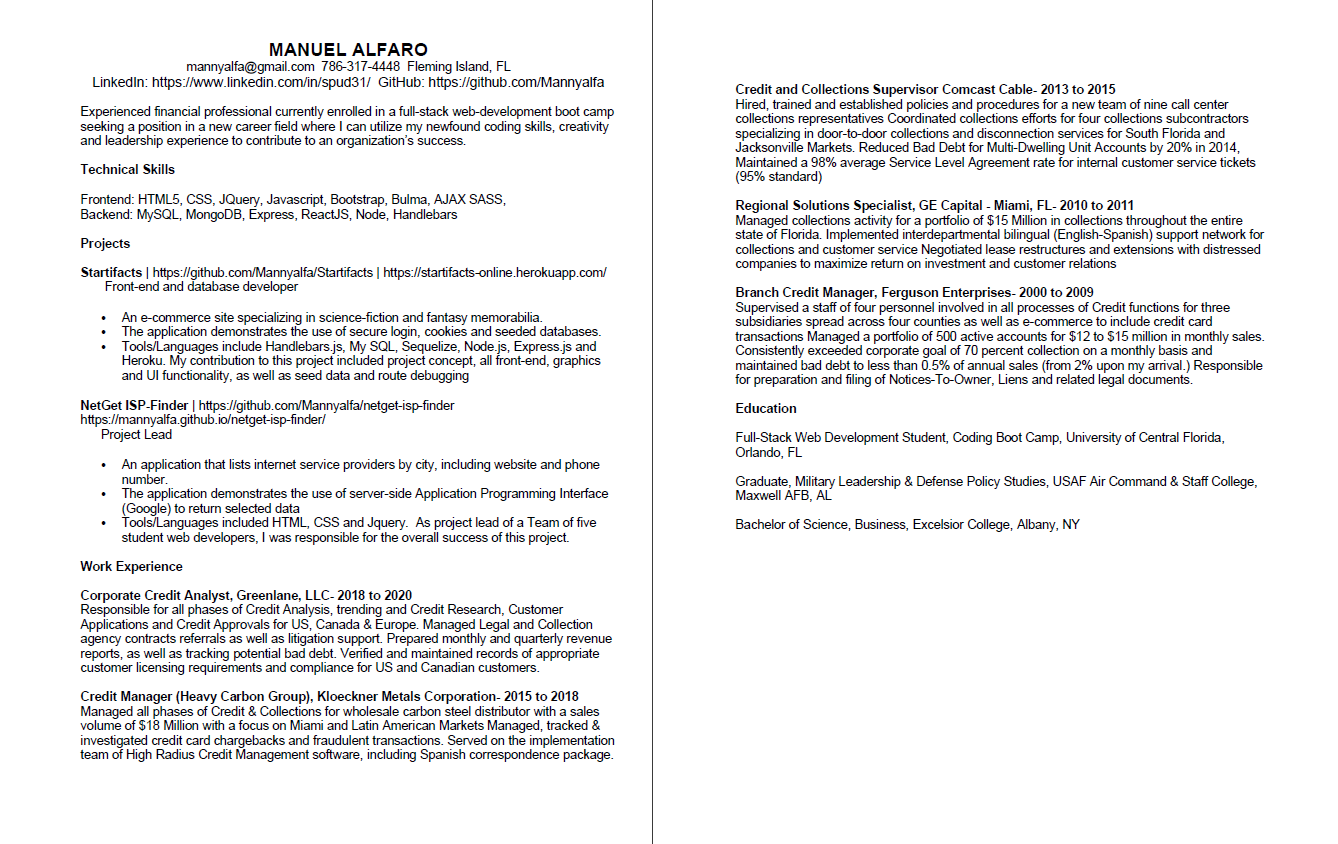 MANUEL ALFARO
mannyalfa@gmail.com 786-317-4448 Fleming Island, FL
LinkedIn: https://www.linkedin.com/in/spud31/ GitHub: https://github.com/Mannyalfa
Experienced financial professional currently enrolled in a full-stack web-development boot camp
seeking a position in a new career field where I can utilize my newfound coding skills, creativity
and leadership experience to contribute to an organization's success.
Technical Skills
Frontend: HTML5, CSS, JQuery, Javascript, Bootstrap, Bulma, AJAX SASS,
Backend: MySQL, MongoDB, Express, ReactJS, Node, Handlebars
Projects
Startifacts | https://github.com/Mannyalfa/Startifacts | https://startifacts-online.herokuapp.com/
Front-end and database developer
• An e-commerce site specializing in science-fiction and fantasy memorabilia.
• The application demonstrates the use of secure login, cookies and seeded databases.
• Tools/Languages include Handlebars.js, My SQL, Sequelize, Node.js, Express.js and
Heroku. My contribution to this project included project concept, all front-end, graphics
and UI functionality, as well as seed data and route debugging
NetGet ISP-Finder | https://github.com/Mannyalfa/netget-isp-finder
https://mannyalfa.github.io/netget-isp-finder/
Project Lead
• An application that lists internet service providers by city, including website and phone
number.
• The application demonstrates the use of server-side Application Programming Interface
(Google) to return selected data
• Tools/Languages included HTML, CSS and Jquery. As project lead of a Team of five
student web developers, I was responsible for the overall success of this project.
Work Experience
Corporate Credit Analyst, Greenlane, LLC- 2018 to 2020
Responsible for all phases of Credit Analysis, trending and Credit Research, Customer
Applications and Credit Approvals for US, Canada & Europe. Managed Legal and Collection
agency contracts referrals as well as litigation support. Prepared monthly and quarterly revenue
reports, as well as tracking potential bad debt. Verified and maintained records of appropriate
customer licensing requirements and compliance for US and Canadian customers.
Credit Manager (Heavy Carbon Group), Kloeckner Metals Corporation- 2015 to 2018
Managed all phases of Credit & Collections for wholesale carbon steel distributor with a sales
volume of $18 Million with a focus on Miami and Latin American Markets Managed, tracked &
investigated credit card chargebacks and fraudulent transactions. Served on the implementation
team of High Radius Credit Management software, including Spanish correspondence package.
Credit and Collections Supervisor Comcast Cable- 2013 to 2015
Hired, trained and established policies and procedures for a new team of nine call center
collections representatives Coordinated collections efforts for four collections subcontractors
specializing in door-to-door collections and disconnection services for South Florida and
Jacksonville Markets. Reduced Bad Debt for Multi-Dwelling Unit Accounts by 20% in 2014,
Maintained a 98% average Service Level Agreement rate for internal customer service tickets
(95% standard)
Regional Solutions Specialist, GE Capital - Miami, FL- 2010 to 2011
Managed collections activity for a portfolio of $15 Million in collections throughout the entire
state of Florida. Implemented interdepartmental bilingual (English-Spanish) support network for
collections and customer service Negotiated lease restructures and extensions with distressed
companies to maximize return on investment and customer relations
Branch Credit Manager, Ferguson Enterprises- 2000 to 2009
Supervised a staff of four personnel involved in all processes of Credit functions for three
subsidiaries spread across four counties as well as e-commerce to include credit card
transactions Managed a portfolio of 500 active accounts for $12 to $15 million in monthly sales.
Consistently exceeded corporate goal of 70 percent collection on a monthly basis and
maintained bad debt to less than 0.5% of annual sales (from 2% upon my arrival.) Responsible
for preparation and filing of Notices-To-Owner, Liens and related legal documents.
Education
Full-Stack Web Development Student, Coding Boot Camp, University of Central Florida,
Orlando, FL
Graduate, Military Leadership & Defense Policy Studies, USAF Air Command & Staff College,
Maxwell AFB, AL
Bachelor of Science, Business, Excelsior College, Albany, NY